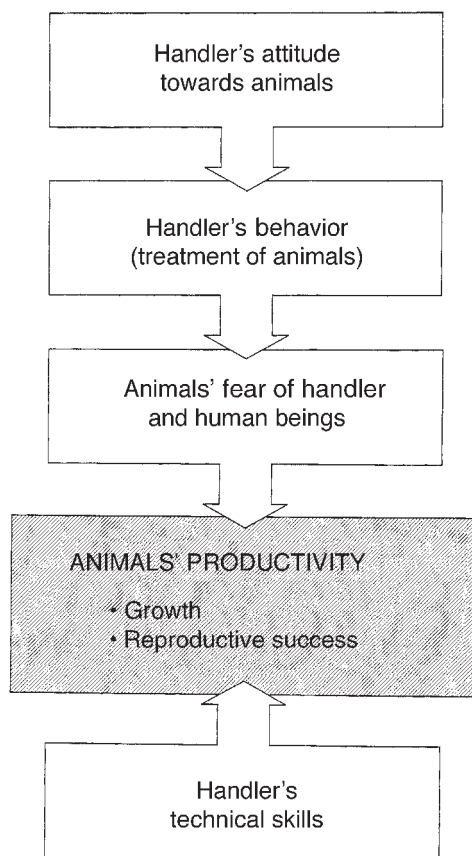 Handler's attitude
towards animals
Handler's behavior
(treatment of animals)
Animals' fear of handler
and human beings
ANIMALS' PRODUCTIVITY
• Growth
• Reproductive success
Handler's
technical skills